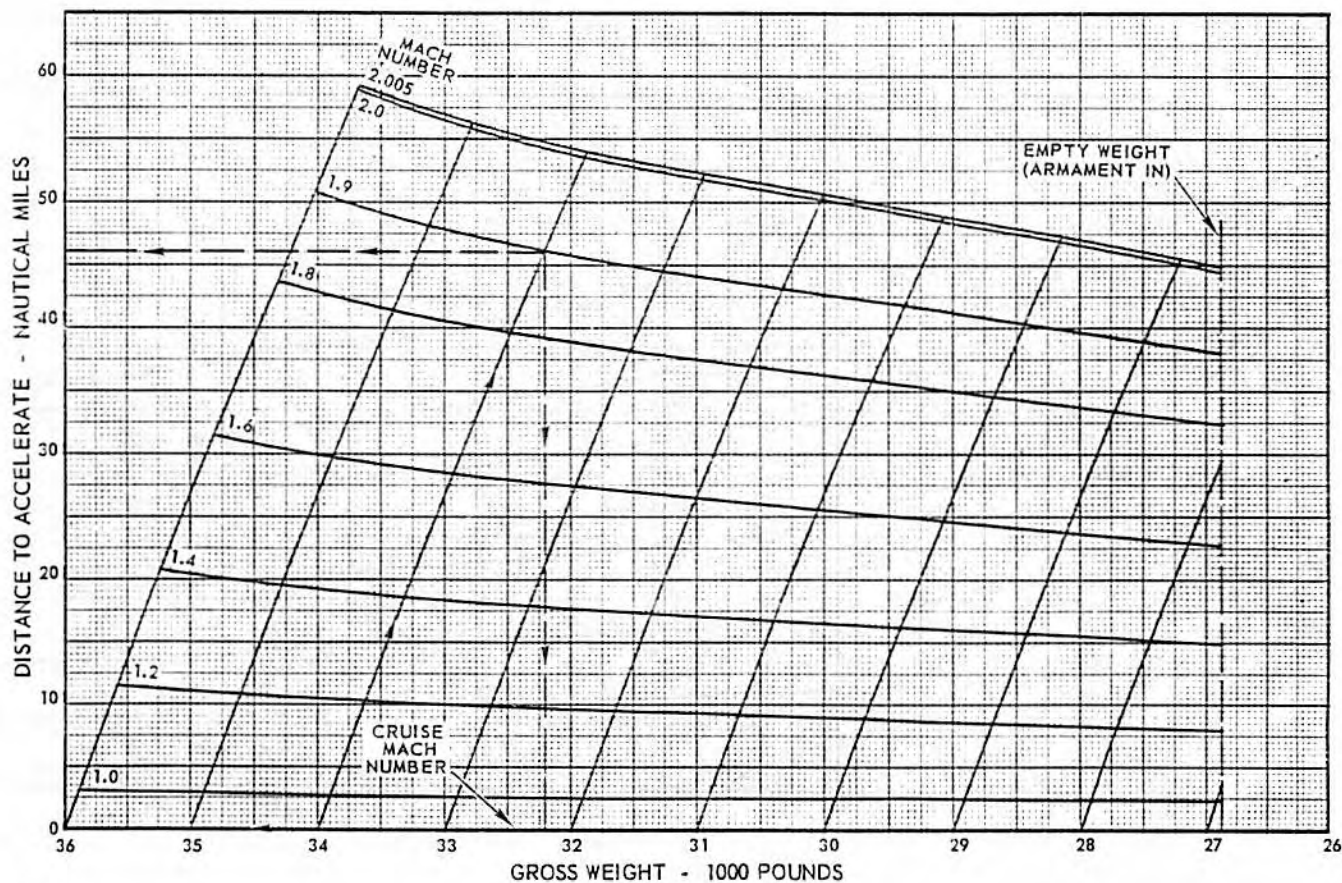 MACH
NUMBER
2.005
2.0
1.9
1.8
1.6
1.4
1.2
1.0
EMPTY WEIGHT
(ARMAMENT IN)
CRUISE
MACH
NUMBER
DISTANCE TO ACCELERATE - NAUTICAL MILES
60
50
40
30
20
10
0
36 35 34 33 32 31 30 29 28 27 26
GROSS WEIGHT - 1000 POUNDS